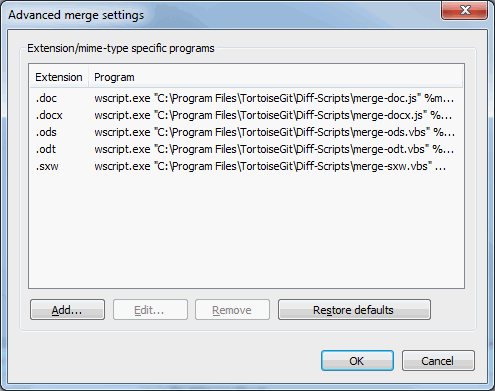 Advanced merge settings
Extension/mime-type specific programs
Extension Program
.doc wscript.exe "C:\Program Files\TortoiseGit\Diff-Scripts\merge-doc.js" %m...
.docx wscript.exe "C:\Program Files\TortoiseGit\Diff-Scripts\merge-docx.js" %...
.ods wscript.exe "C:\Program Files\TortoiseGit\Diff-Scripts\merge-ods.vbs" %...
.odt wscript.exe "C:\Program Files\TortoiseGit\Diff-Scripts\merge-odt.vbs" %...
.sxw wscript.exe "C:\Program Files\TortoiseGit\Diff-Scripts\merge-sxw.vbs" ...
Add... Edit... Remove Restore defaults
OK Cancel